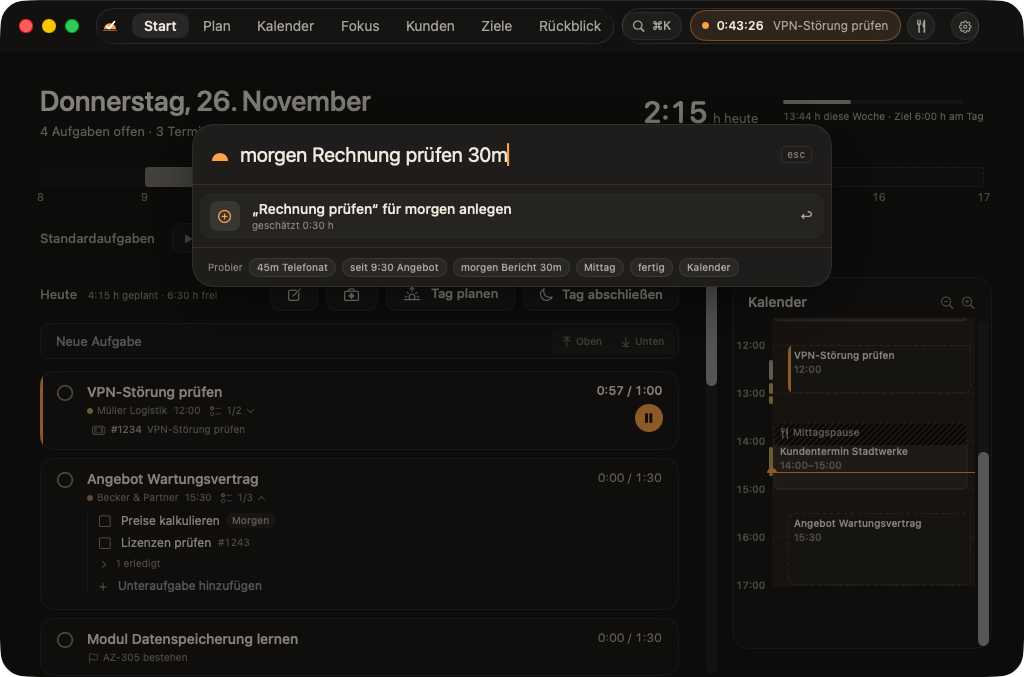 Start Plan Kalender Fokus Kunden Ziele Rückblick ⌘K 0:43:26 VPN-Störung prüfen
Donnerstag, 26. November
4 Aufgaben offen · 3
2:15 h heute
13:44 h diese Woche · Ziel 6:00 h am Tag
morgen Rechnung prüfen 30m
esc
„Rechnung prüfen“ für morgen anlegen
geschätzt 0:30 h
Probier 45m Telefonat seit 9:30 Angebot morgen Bericht 30m Mittag fertig Kalender
8 9 16 17
Standardaufgaben
Heute 4:15 h geplant · 6:30 h frei
Tag planen
Tag abschließen
Neue Aufgabe
Oben
Unten
VPN-Störung prüfen
0:57 / 1:00
Müller Logistik 12:00 1/2
#1234 VPN-Störung prüfen
Angebot Wartungsvertrag
0:00 / 1:30
Becker & Partner 15:30 1/3
Preise kalkulieren Morgen
Lizenzen prüfen #1243
1 erledigt
Unteraufgabe hinzufügen
Modul Datenspeicherung lernen
0:00 / 1:30
AZ-305 bestehen
Kalender
12:00
VPN-Störung prüfen
12:00
13:00
Mittagspause
14:00
Kundentermin Stadtwerke
14:00–15:00
15:00
Angebot Wartungsvertrag
15:30
16:00
17:00